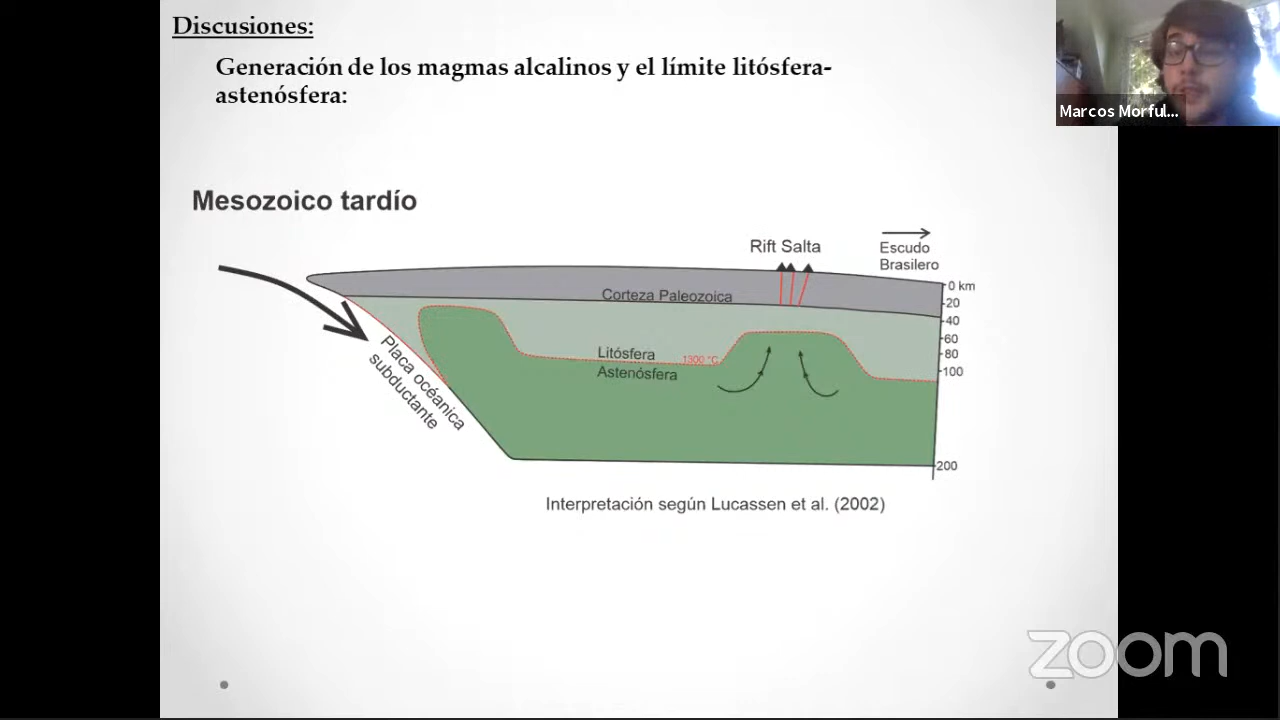 Discusiones:
Generación de los magmas alcalinos y el límite litósfera-
astenósfera:
Marcos Morful...
Mesozoico tardío
Rift Salta
Escudo
Brasilero
0 km
20
40
60
80
100
200
Corteza Paleozoica
Litósfera
1300 °C
Astenósfera
Placa océanica
subductante
Interpretación según Lucassen et al. (2002)
zoom